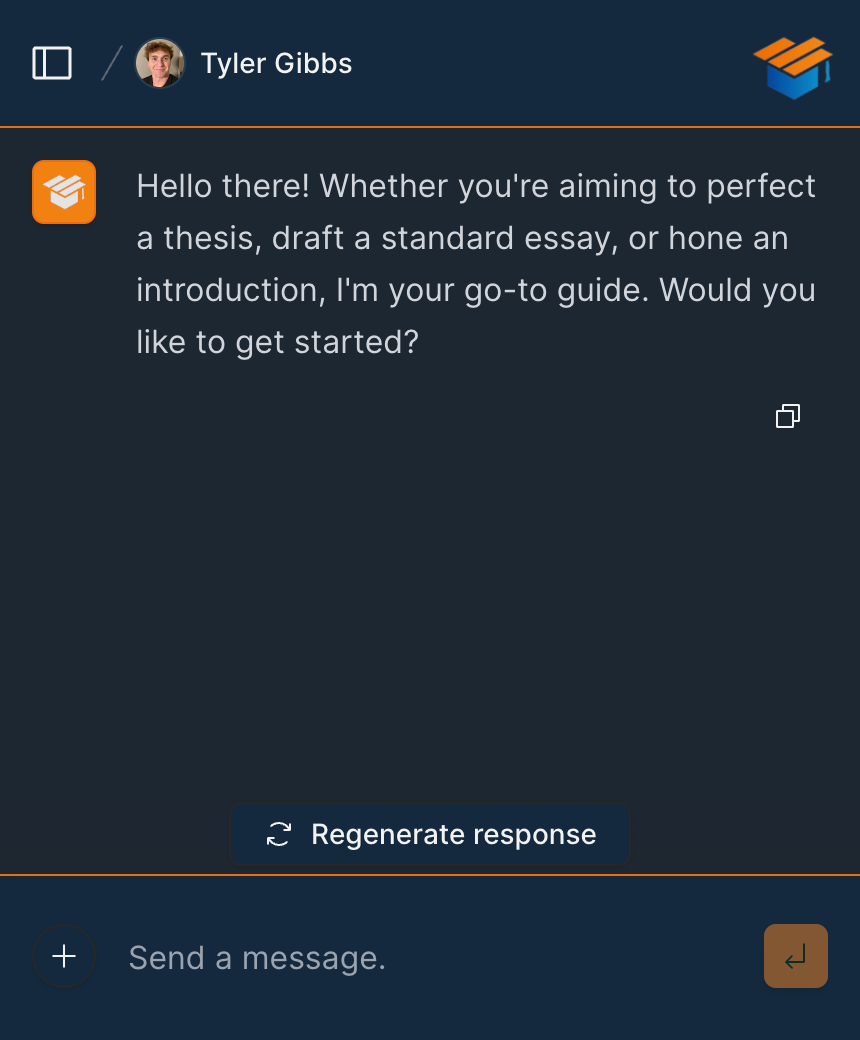 Tyler Gibbs
Hello there! Whether you're aiming to perfect
a thesis, draft a standard essay, or hone an
introduction, I'm your go-to guide. Would you
like to get started?
Regenerate response
Send a message.